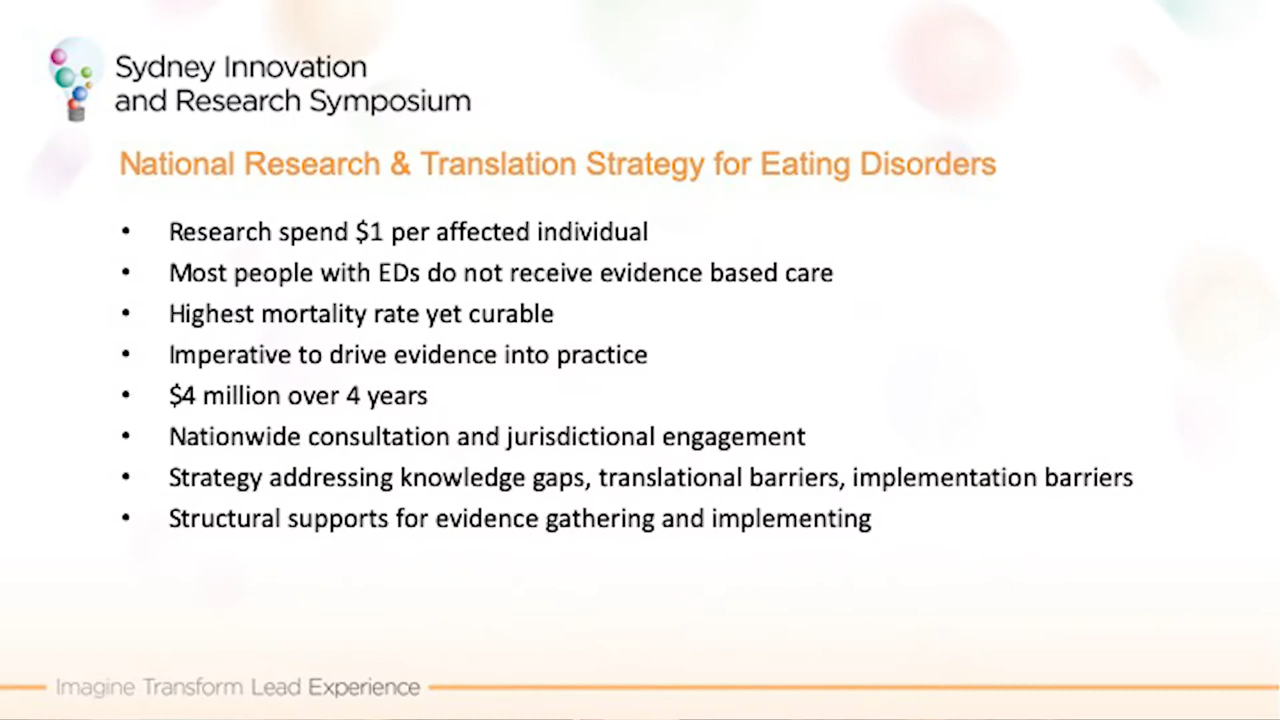 Sydney Innovation
and Research Symposium
National Research & Translation Strategy for Eating Disorders
• Research spend $1 per affected individual
• Most people with EDs do not receive evidence based care
• Highest mortality rate yet curable
• Imperative to drive evidence into practice
• $4 million over 4 years
• Nationwide consultation and jurisdictional engagement
• Strategy addressing knowledge gaps, translational barriers, implementation barriers
• Structural supports for evidence gathering and implementing
Imagine Transform Lead Experience